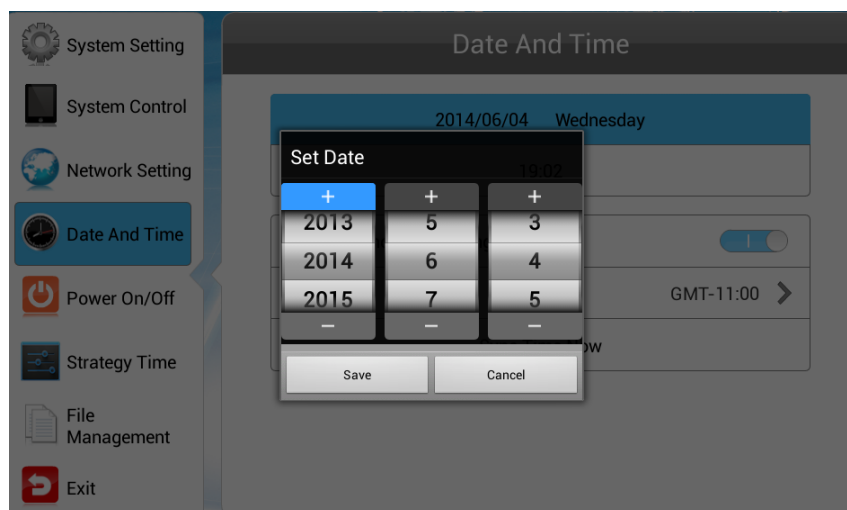 System Setting
System Control
Network Setting
Date And Time
Power On/Off
Strategy Time
File
Management
Exit
Date And Time
2014/06/04 Wednesday
19:02
GMT-11:00
Set Date
+ + +
2013 5 3
2014 6 4
2015 7 5
− − −
Save Cancel